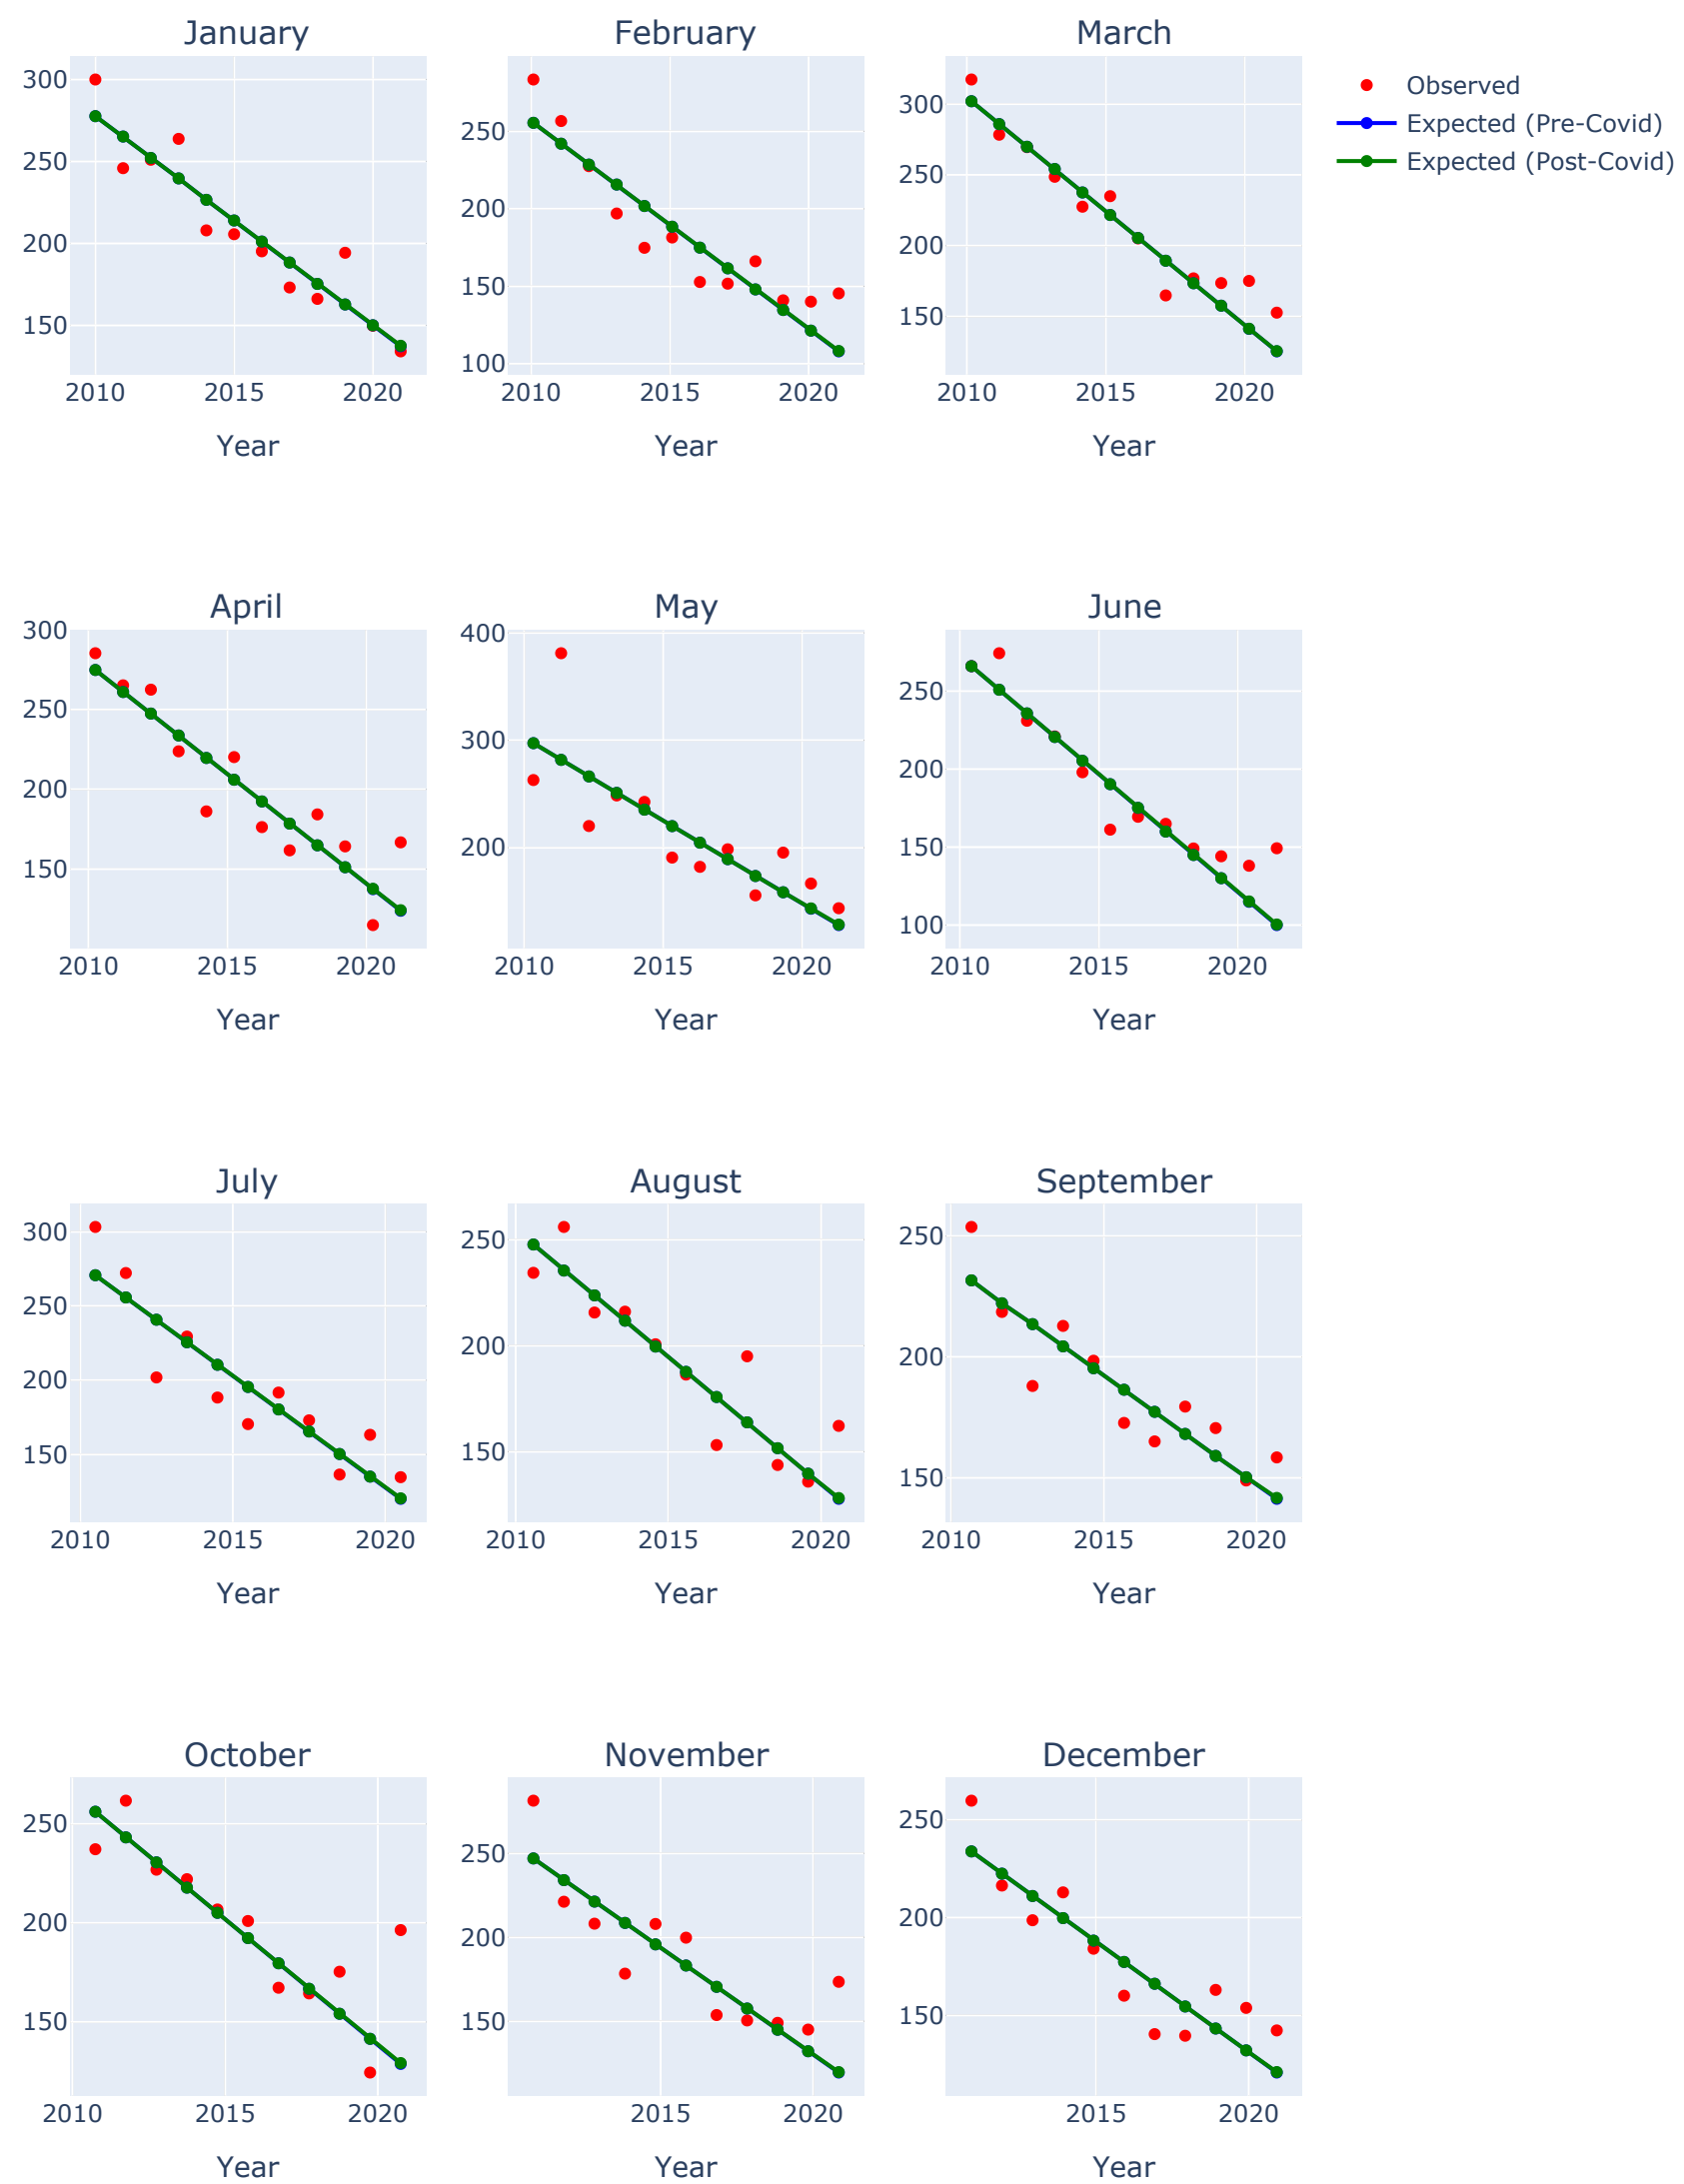 January February March
300
250
200
150
2010 2015 2020
Year
250
200
150
100
2010 2015 2020
Year
300
250
200
150
2010 2015 2020
Year
Observed
Expected (Pre-Covid)
Expected (Post-Covid)
April May June
300
250
200
150
2010 2015 2020
Year
400
300
200
2010 2015 2020
Year
250
200
150
100
2010 2015 2020
Year
July August September
300
250
200
150
2010 2015 2020
Year
250
200
150
2010 2015 2020
Year
250
200
150
2010 2015 2020
Year
October November December
250
200
150
2010 2015 2020
Year
250
200
150
2015 2020
Year
250
200
150
2015 2020
Year